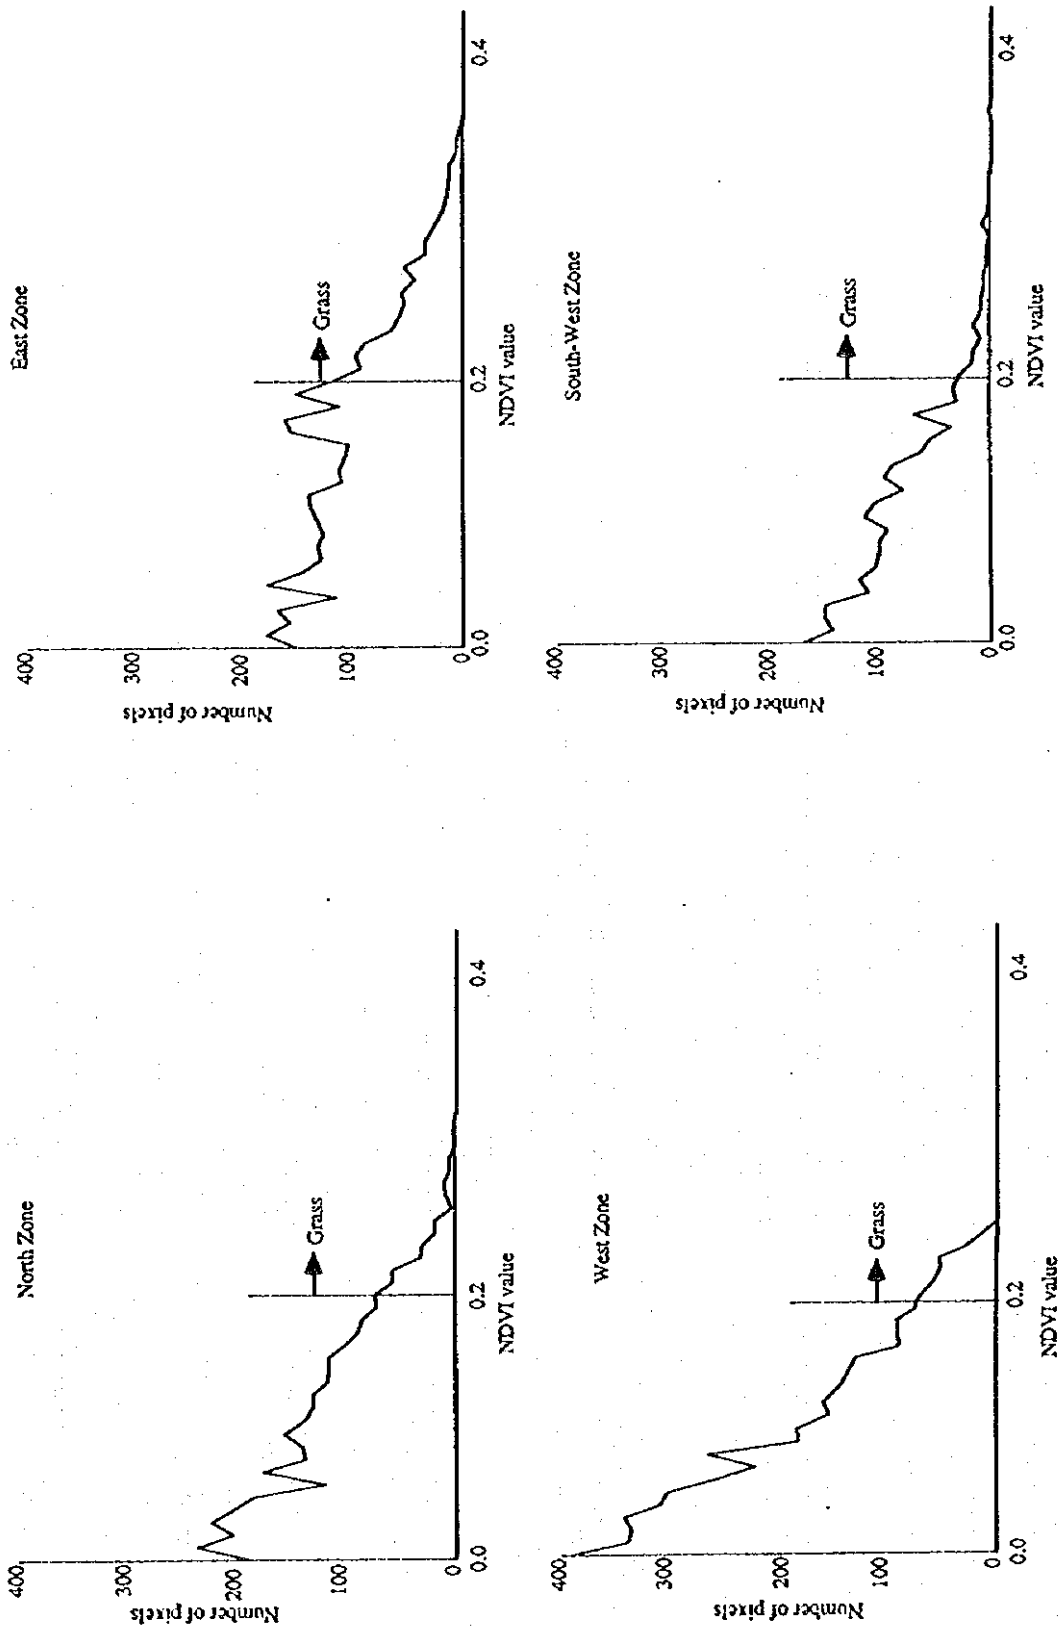 North Zone
Number of pixels
400
300
200
100
0
0.0
0.2
0.4
Grass
NDVI value
East Zone
Number of pixels
400
300
200
100
0
0.0
0.2
0.4
Grass
NDVI value
West Zone
Number of pixels
400
300
200
100
0
0.0
0.2
0.4
Grass
NDVI value
South-West Zone
Number of pixels
400
300
200
100
0
0.0
0.2
0.4
Grass
NDVI value